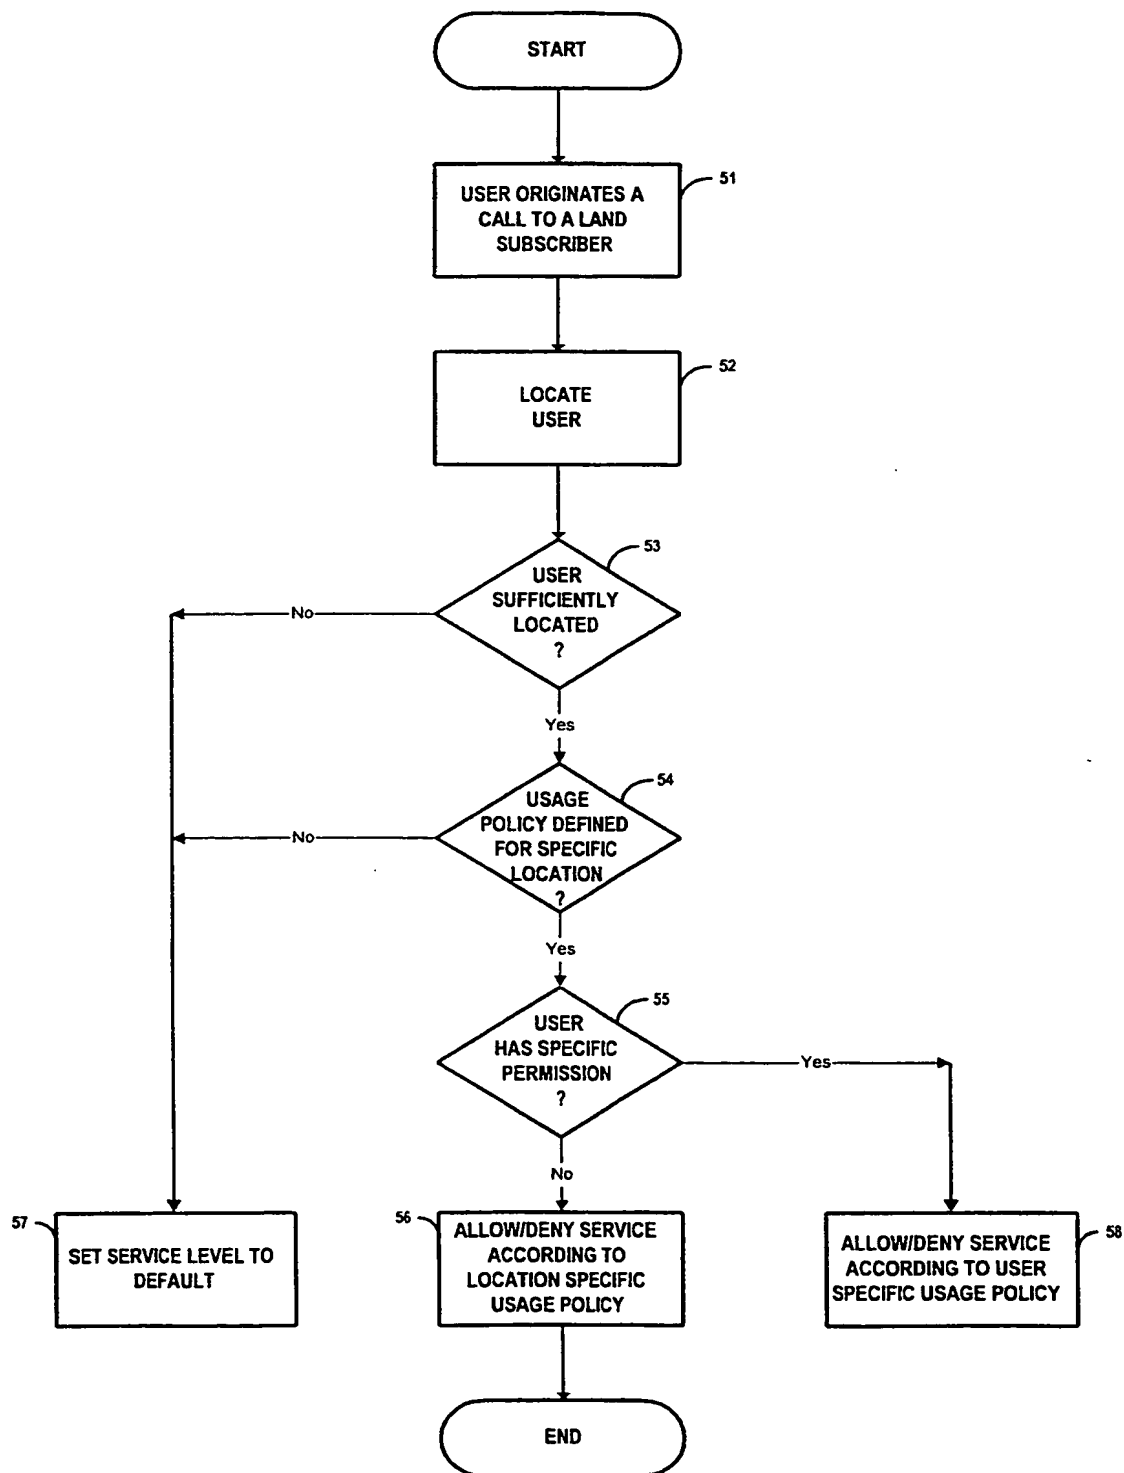 START
51
USER ORIGINATES A
CALL TO A LAND
SUBSCRIBER
52
LOCATE
USER
53
USER
SUFFICIENTLY
LOCATED
?
No
Yes
54
USAGE
POLICY DEFINED
FOR SPECIFIC
LOCATION
?
No
Yes
55
USER
HAS SPECIFIC
PERMISSION
?
Yes
No
57
SET SERVICE LEVEL TO
DEFAULT
56
ALLOW/DENY SERVICE
ACCORDING TO
LOCATION SPECIFIC
USAGE POLICY
58
ALLOW/DENY SERVICE
ACCORDING TO USER
SPECIFIC USAGE POLICY
END